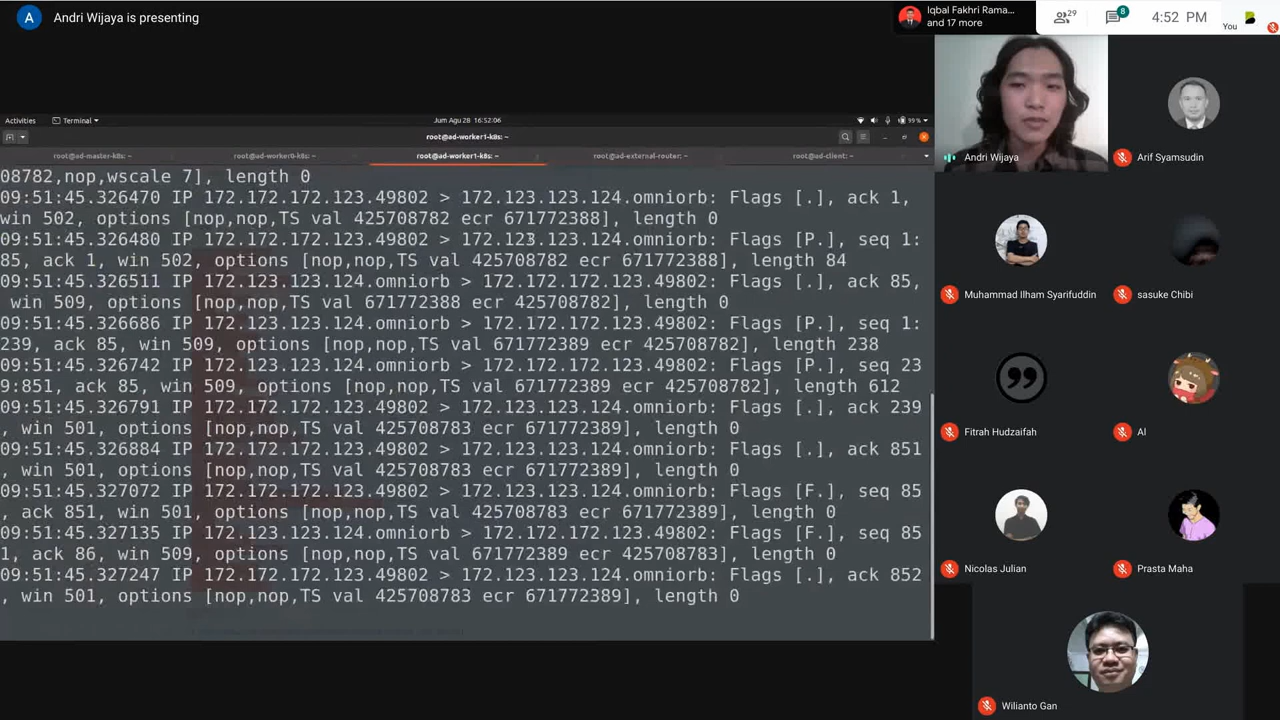 A
Andri Wijaya is presenting
Iqbal Fakhri Rama...
and 17 more
29
8
4:52 PM
You
Activities
Terminal
Jum Agu 28 16:52:06
99 %
root@ad-worker1-k8s: ~
root@ad-master-k8s: ~
root@ad-worker0-k8s: ~
root@ad-worker1-k8s: ~
root@ad-external-router: ~
root@ad-client: ~
08782,nop,wscale 7], length 0
09:51:45.326470 IP 172.172.172.123.49802 > 172.123.123.124.omniorb: Flags [.], ack 1,
win 502, options [nop,nop,TS val 425708782 ecr 671772388], length 0
09:51:45.326480 IP 172.172.172.123.49802 > 172.123.123.124.omniorb: Flags [P.], seq 1:
85, ack 1, win 502, options [nop,nop,TS val 425708782 ecr 671772388], length 84
09:51:45.326511 IP 172.123.123.124.omniorb > 172.172.172.123.49802: Flags [.], ack 85,
win 509, options [nop,nop,TS val 671772388 ecr 425708782], length 0
09:51:45.326686 IP 172.123.123.124.omniorb > 172.172.172.123.49802: Flags [P.], seq 1:
239, ack 85, win 509, options [nop,nop,TS val 671772389 ecr 425708782], length 238
09:51:45.326742 IP 172.123.123.124.omniorb > 172.172.172.123.49802: Flags [P.], seq 23
9:851, ack 85, win 509, options [nop,nop,TS val 671772389 ecr 425708782], length 612
09:51:45.326791 IP 172.172.172.123.49802 > 172.123.123.124.omniorb: Flags [.], ack 239
, win 501, options [nop,nop,TS val 425708783 ecr 671772389], length 0
09:51:45.326884 IP 172.172.172.123.49802 > 172.123.123.124.omniorb: Flags [.], ack 851
, win 501, options [nop,nop,TS val 425708783 ecr 671772389], length 0
09:51:45.327072 IP 172.172.172.123.49802 > 172.123.123.124.omniorb: Flags [F.], seq 85
, ack 851, win 501, options [nop,nop,TS val 425708783 ecr 671772389], length 0
09:51:45.327135 IP 172.123.123.124.omniorb > 172.172.172.123.49802: Flags [F.], seq 85
1, ack 86, win 509, options [nop,nop,TS val 671772389 ecr 425708783], length 0
09:51:45.327247 IP 172.172.172.123.49802 > 172.123.123.124.omniorb: Flags [.], ack 852
, win 501, options [nop,nop,TS val 425708783 ecr 671772389], length 0
Andri Wijaya
Arif Syamsudin
Muhammad Ilham Syarifuddin
sasuke Chibi
Fitrah Hudzaifah
Al
Nicolas Julian
Prasta Maha
Wilianto Gan